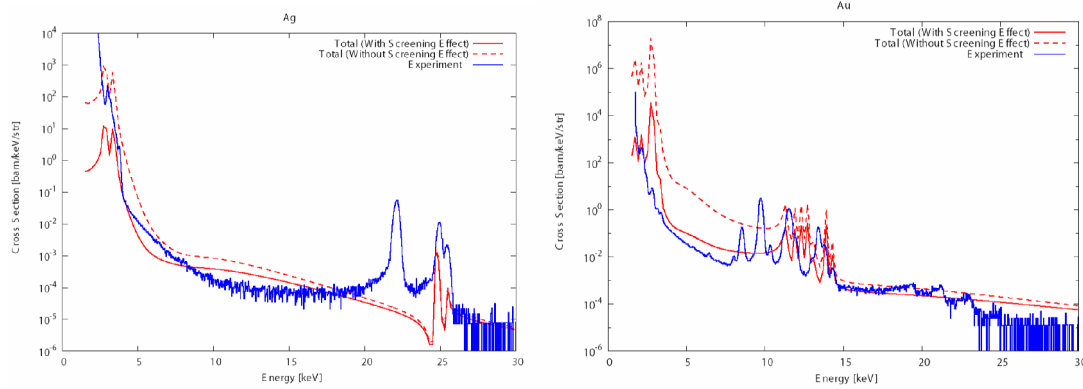 Ag
Total (With Screening Effect)
Total (Without Screening Effect)
Experiment
Cross Section [barn/keV/str]
10^4
10^3
10^2
10^1
10^0
10^-1
10^-2
10^-3
10^-4
10^-5
10^-6
0 5 10 15 20 25 30
Energy [keV]
Au
Total (With Screening Effect)
Total (Without Screening Effect)
Experiment
Cross Section [barn/keV/str]
10^8
10^6
10^4
10^2
10^0
10^-2
10^-4
10^-6
0 5 10 15 20 25 30
Energy [keV]